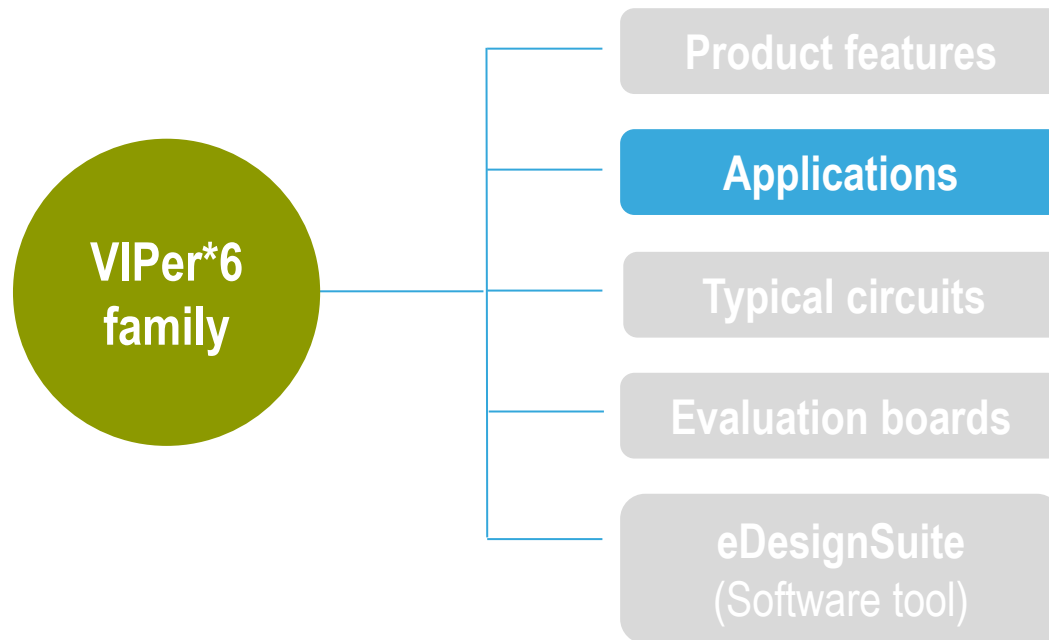 VIPer*6
family
Product features
Applications
Typical circuits
Evaluation boards
eDesignSuite
(Software tool)